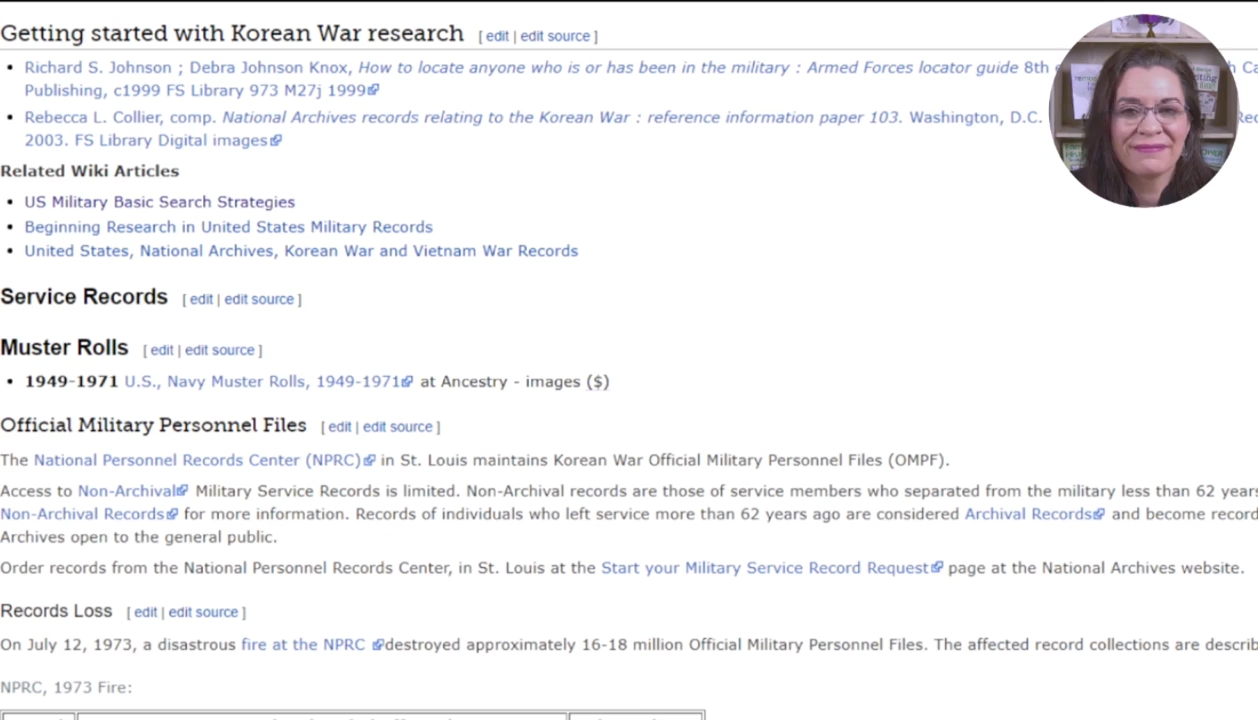 Getting started with Korean War research [ edit | edit source ]
• Richard S. Johnson ; Debra Johnson Knox, How to locate anyone who is or has been in the military : Armed Forces locator guide 8th
Publishing, c1999 FS Library 973 M27j 1999
• Rebecca L. Collier, comp. National Archives records relating to the Korean War : reference information paper 103. Washington, D.C.
2003. FS Library Digital images
Related Wiki Articles
• US Military Basic Search Strategies
• Beginning Research in United States Military Records
• United States, National Archives, Korean War and Vietnam War Records
Service Records [ edit | edit source ]
Muster Rolls [ edit | edit source ]
• 1949-1971 U.S., Navy Muster Rolls, 1949-1971 at Ancestry - images ($)
Official Military Personnel Files [ edit | edit source ]
The National Personnel Records Center (NPRC) in St. Louis maintains Korean War Official Military Personnel Files (OMPF).
Access to Non-Archival Military Service Records is limited. Non-Archival records are those of service members who separated from the military less than 62 years
Non-Archival Records for more information. Records of individuals who left service more than 62 years ago are considered Archival Records and become record
Archives open to the general public.
Order records from the National Personnel Records Center, in St. Louis at the Start your Military Service Record Request page at the National Archives website.
Records Loss [ edit | edit source ]
On July 12, 1973, a disastrous fire at the NPRC destroyed approximately 16-18 million Official Military Personnel Files. The affected record collections are describ
NPRC, 1973 Fire: